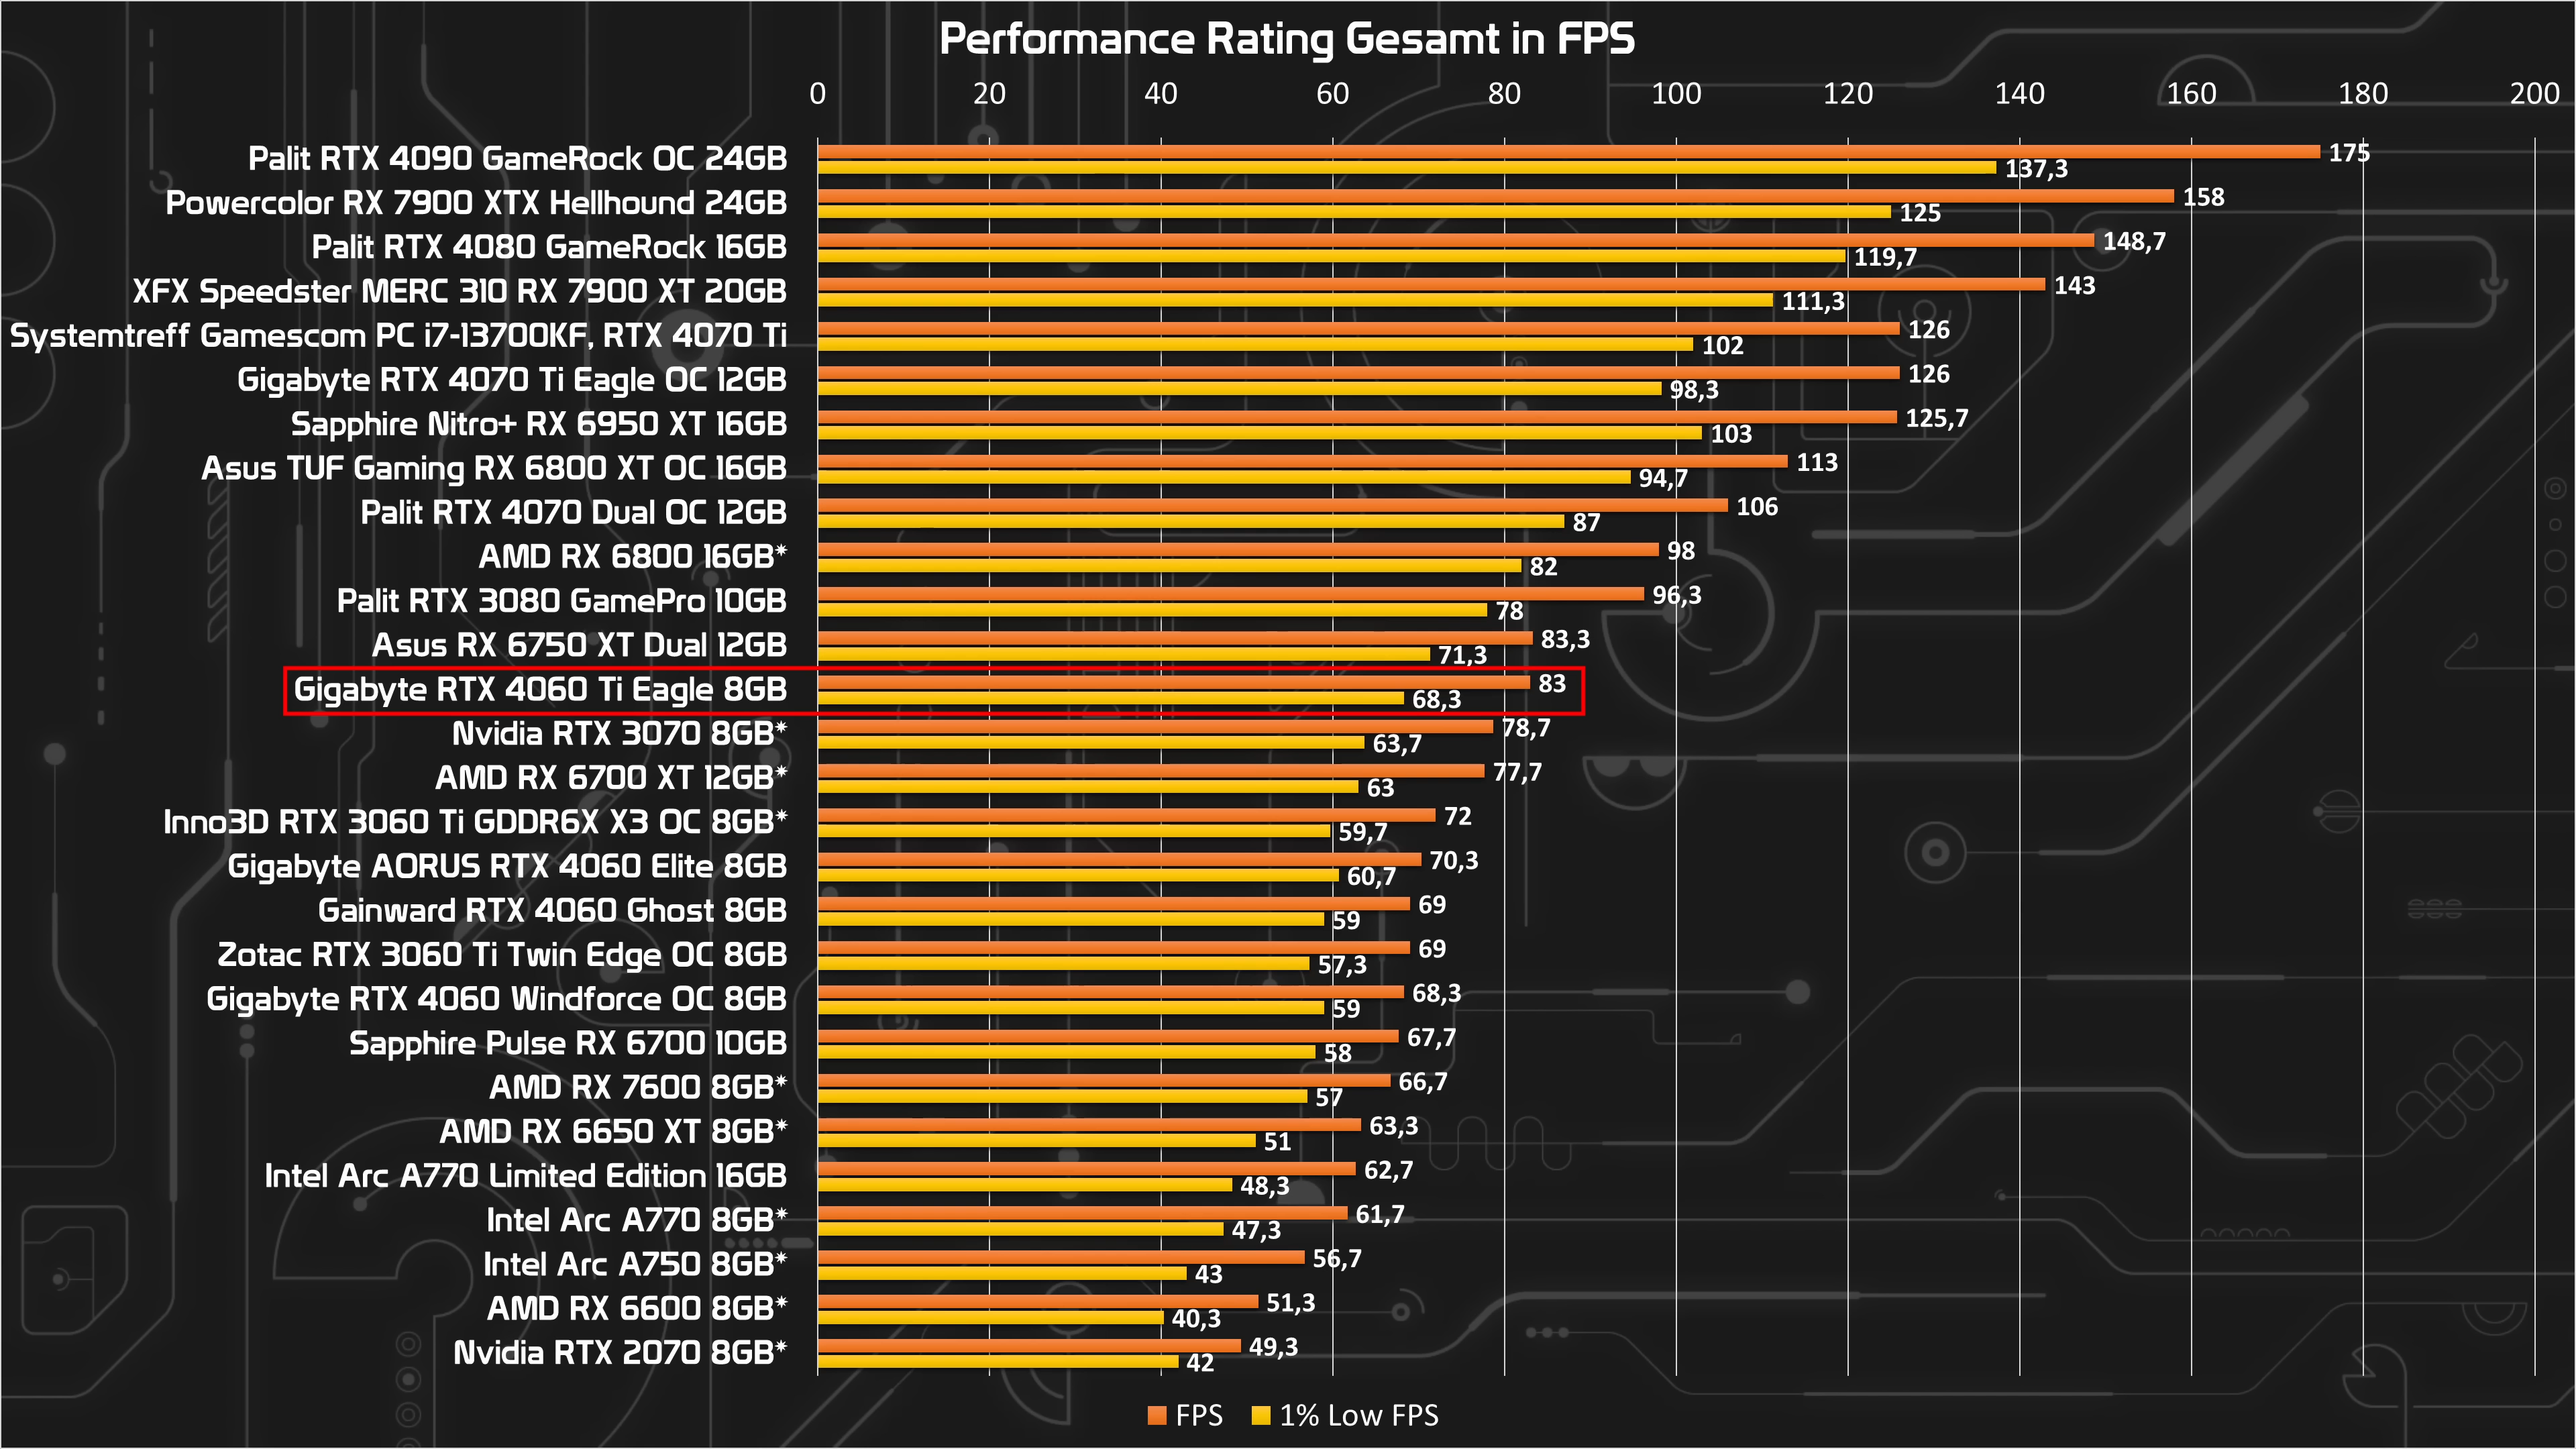 Performance Rating Gesamt in FPS
0 20 40 60 80 100 120 140 160 180 200
Palit RTX 4090 GameRock OC 24GB 175
137,3
Powercolor RX 7900 XTX Hellhound 24GB 158
125
Palit RTX 4080 GameRock 16GB 148,7
119,7
XFX Speedster MERC 310 RX 7900 XT 20GB 143
111,3
Systemtreff Gamescom PC i7-13700KF, RTX 4070 Ti 126
102
Gigabyte RTX 4070 Ti Eagle OC 12GB 126
98,3
Sapphire Nitro+ RX 6950 XT 16GB 125,7
103
Asus TUF Gaming RX 6800 XT OC 16GB 113
94,7
Palit RTX 4070 Dual OC 12GB 106
87
AMD RX 6800 16GB* 98
82
Palit RTX 3080 GamePro 10GB 96,3
78
Asus RX 6750 XT Dual 12GB 83,3
71,3
Gigabyte RTX 4060 Ti Eagle 8GB 83
68,3
Nvidia RTX 3070 8GB* 78,7
63,7
AMD RX 6700 XT 12GB* 77,7
63
Inno3D RTX 3060 Ti GDDR6X X3 OC 8GB* 72
59,7
Gigabyte AORUS RTX 4060 Elite 8GB 70,3
60,7
Gainward RTX 4060 Ghost 8GB 69
59
Zotac RTX 3060 Ti Twin Edge OC 8GB 69
57,3
Gigabyte RTX 4060 Windforce OC 8GB 68,3
59
Sapphire Pulse RX 6700 10GB 67,7
58
AMD RX 7600 8GB* 66,7
57
AMD RX 6650 XT 8GB* 63,3
51
Intel Arc A770 Limited Edition 16GB 62,7
48,3
Intel Arc A770 8GB* 61,7
47,3
Intel Arc A750 8GB* 56,7
43
AMD RX 6600 8GB* 51,3
40,3
Nvidia RTX 2070 8GB* 49,3
42
FPS 1% Low FPS